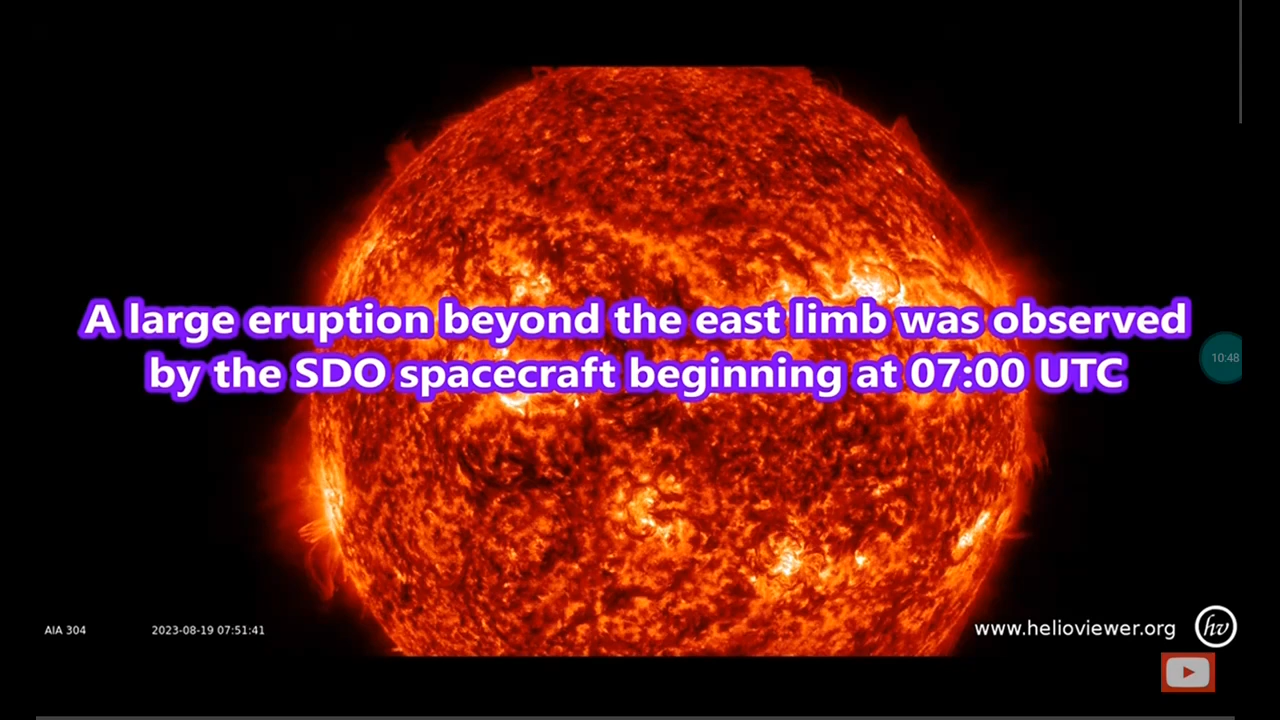 A large eruption beyond the east limb was observed
by the SDO spacecraft beginning at 07:00 UTC
10:48
AIA 304 2023-08-19 07:51:41
www.helioviewer.org hv